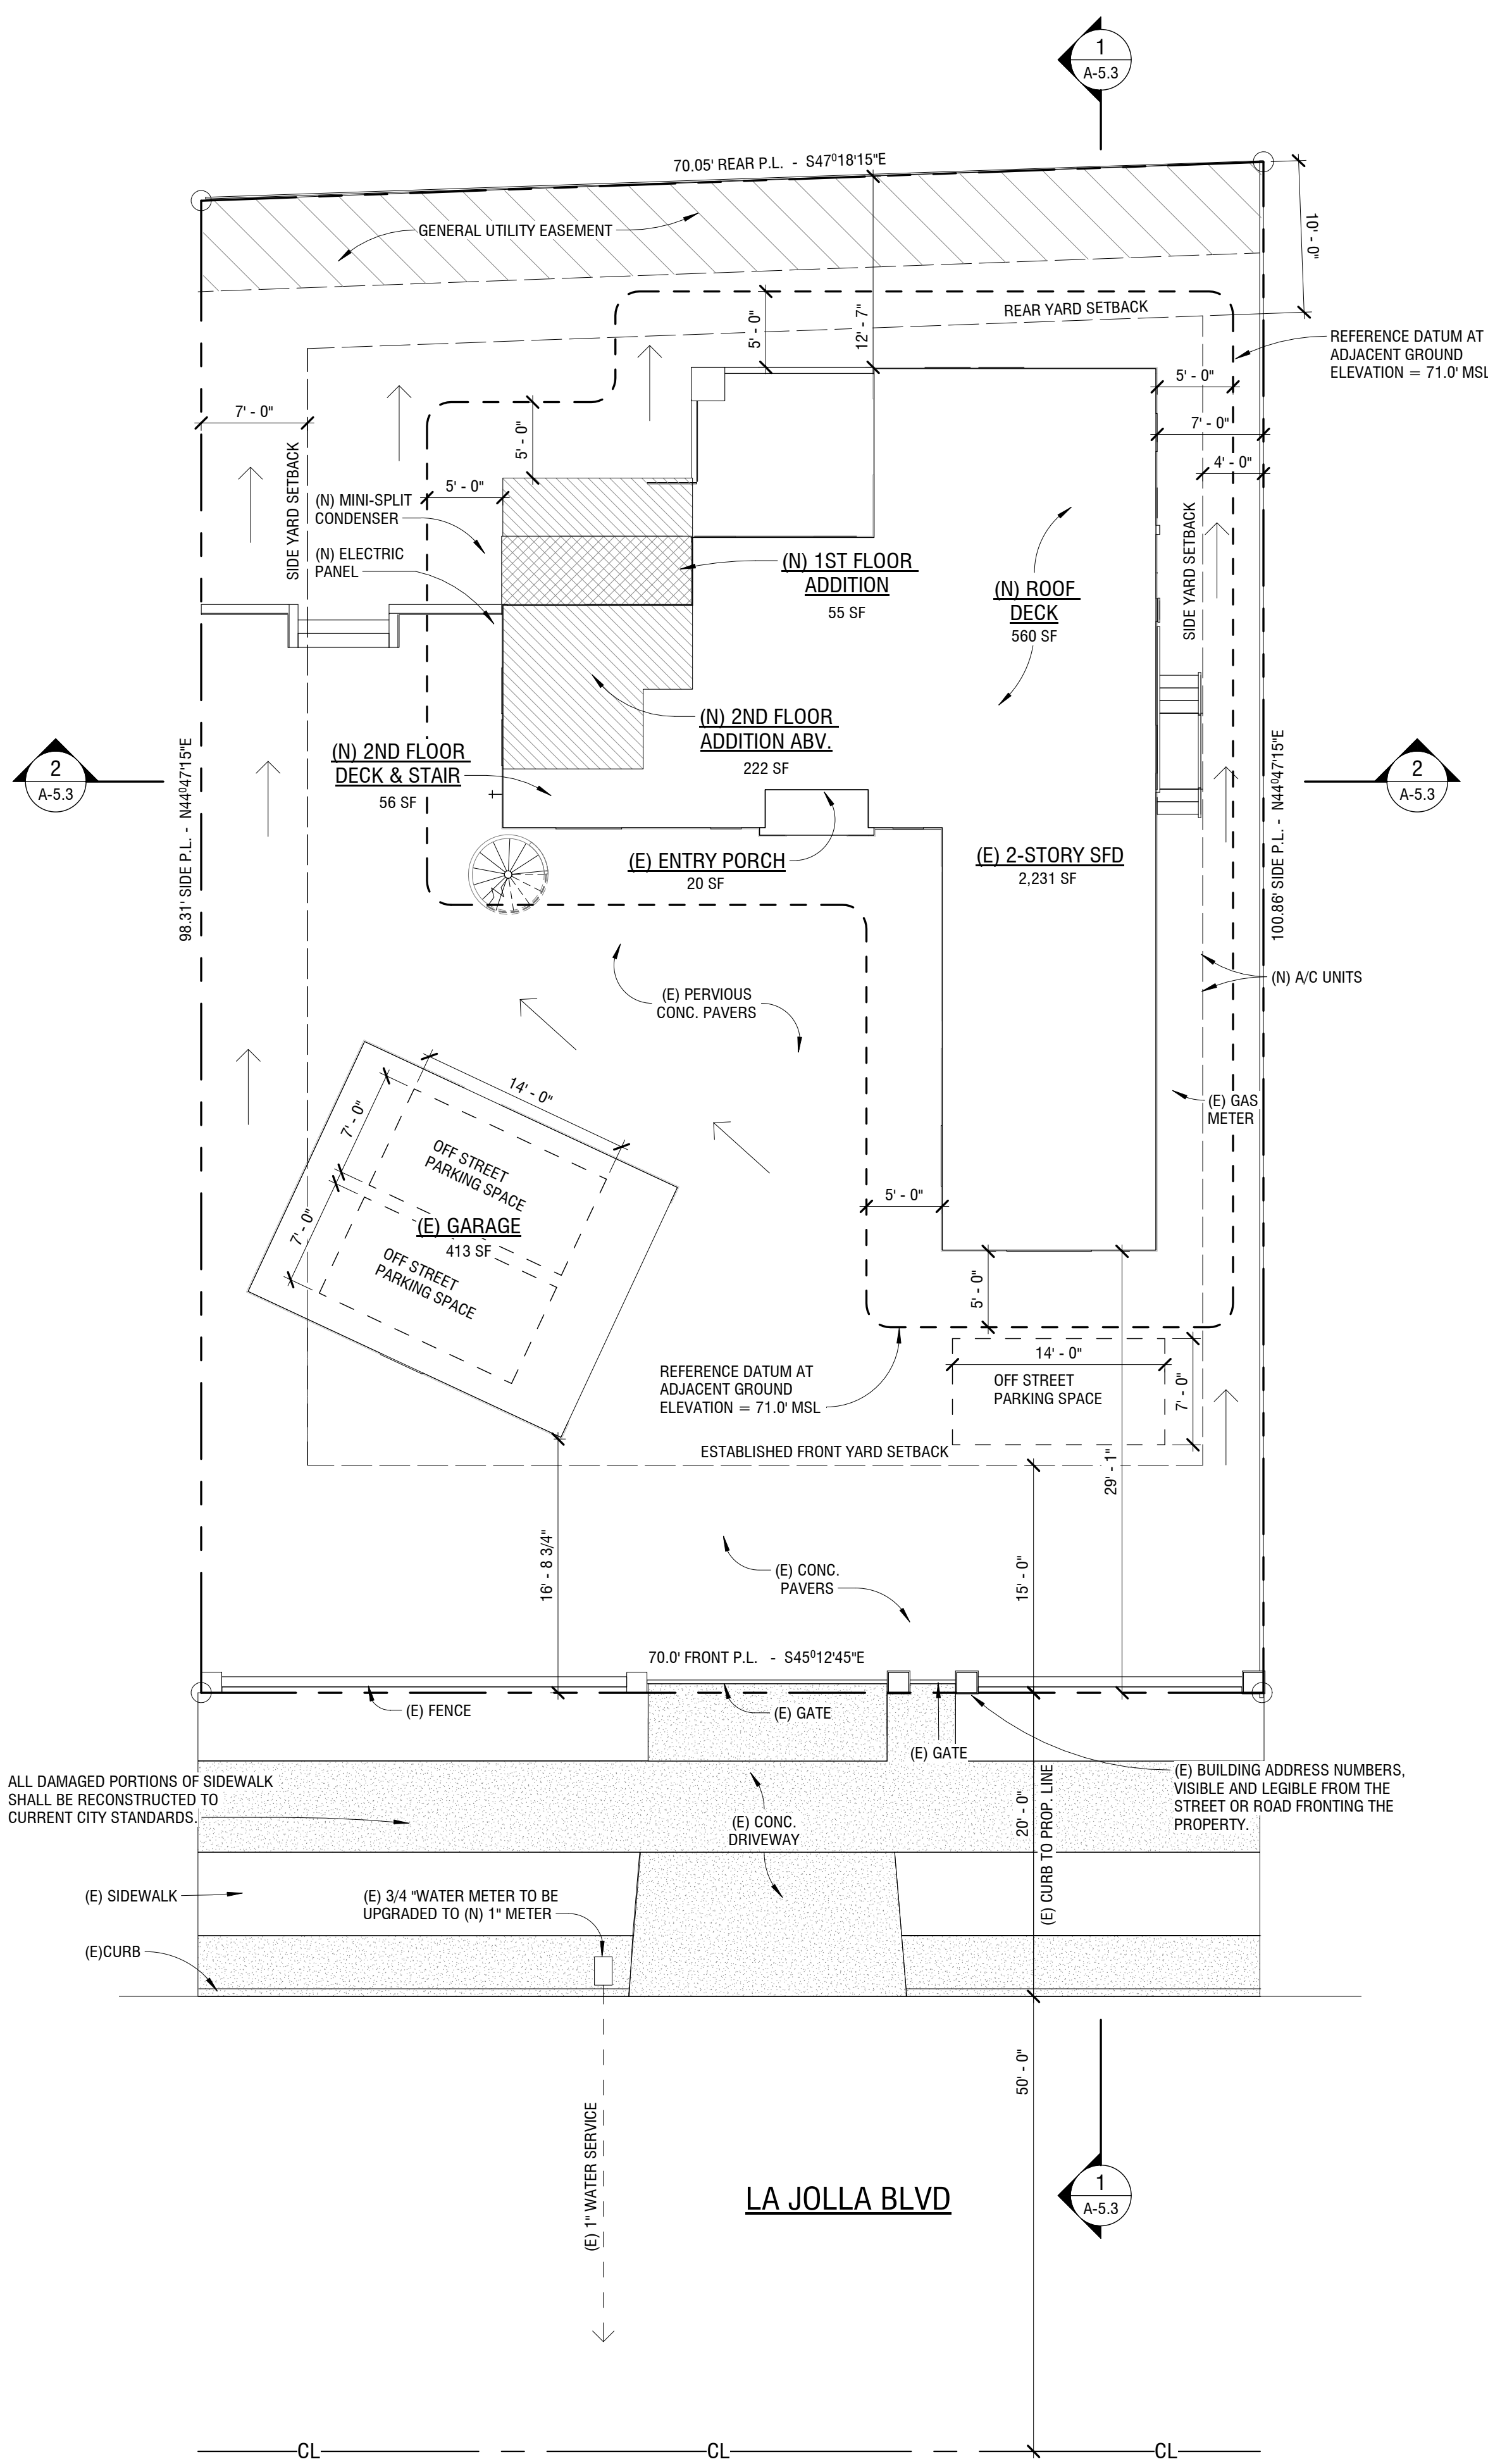 1
A-5.3
70.05' REAR P.L. - S47⁰18'15"E
GENERAL UTILITY EASEMENT
10' - 0"
REAR YARD SETBACK
5' - 0"
12' - 7"
REFERENCE DATUM AT
ADJACENT GROUND
ELEVATION = 71.0' MSL
5' - 0"
7' - 0"
7' - 0"
4' - 0"
5' - 0"
5' - 0"
SIDE YARD SETBACK
(N) MINI-SPLIT
CONDENSER
(N) ELECTRIC
PANEL
SIDE YARD SETBACK
(N) 1ST FLOOR
ADDITION
55 SF
(N) ROOF
DECK
560 SF
(N) 2ND FLOOR
ADDITION ABV.
222 SF
(N) 2ND FLOOR
DECK & STAIR
56 SF
2
A-5.3
2
A-5.3
98.31' SIDE P.L. - N44⁰47'15"E
100.86' SIDE P.L. - N44⁰47'15"E
(E) ENTRY PORCH
20 SF
(E) 2-STORY SFD
2,231 SF
(N) A/C UNITS
(E) PERVIOUS
CONC. PAVERS
(E) GAS
METER
14' - 0"
7' - 0"
7' - 0"
OFF STREET
PARKING SPACE
(E) GARAGE
413 SF
OFF STREET
PARKING SPACE
5' - 0"
5' - 0"
REFERENCE DATUM AT
ADJACENT GROUND
ELEVATION = 71.0' MSL
14' - 0"
OFF STREET
PARKING SPACE
7' - 0"
ESTABLISHED FRONT YARD SETBACK
29' - 1"
16' - 8 3/4"
15' - 0"
(E) CONC.
PAVERS
70.0' FRONT P.L. - S45⁰12'45"E
(E) FENCE
(E) GATE
(E) GATE
ALL DAMAGED PORTIONS OF SIDEWALK
SHALL BE RECONSTRUCTED TO
CURRENT CITY STANDARDS.
(E) BUILDING ADDRESS NUMBERS,
VISIBLE AND LEGIBLE FROM THE
STREET OR ROAD FRONTING THE
PROPERTY.
(E) CONC.
DRIVEWAY
20' - 0"
(E) CURB TO PROP. LINE
(E) SIDEWALK
(E) 3/4 "WATER METER TO BE
UPGRADED TO (N) 1" METER
(E)CURB
50' - 0"
(E) 1" WATER SERVICE
LA JOLLA BLVD
1
A-5.3
CL
CL
CL